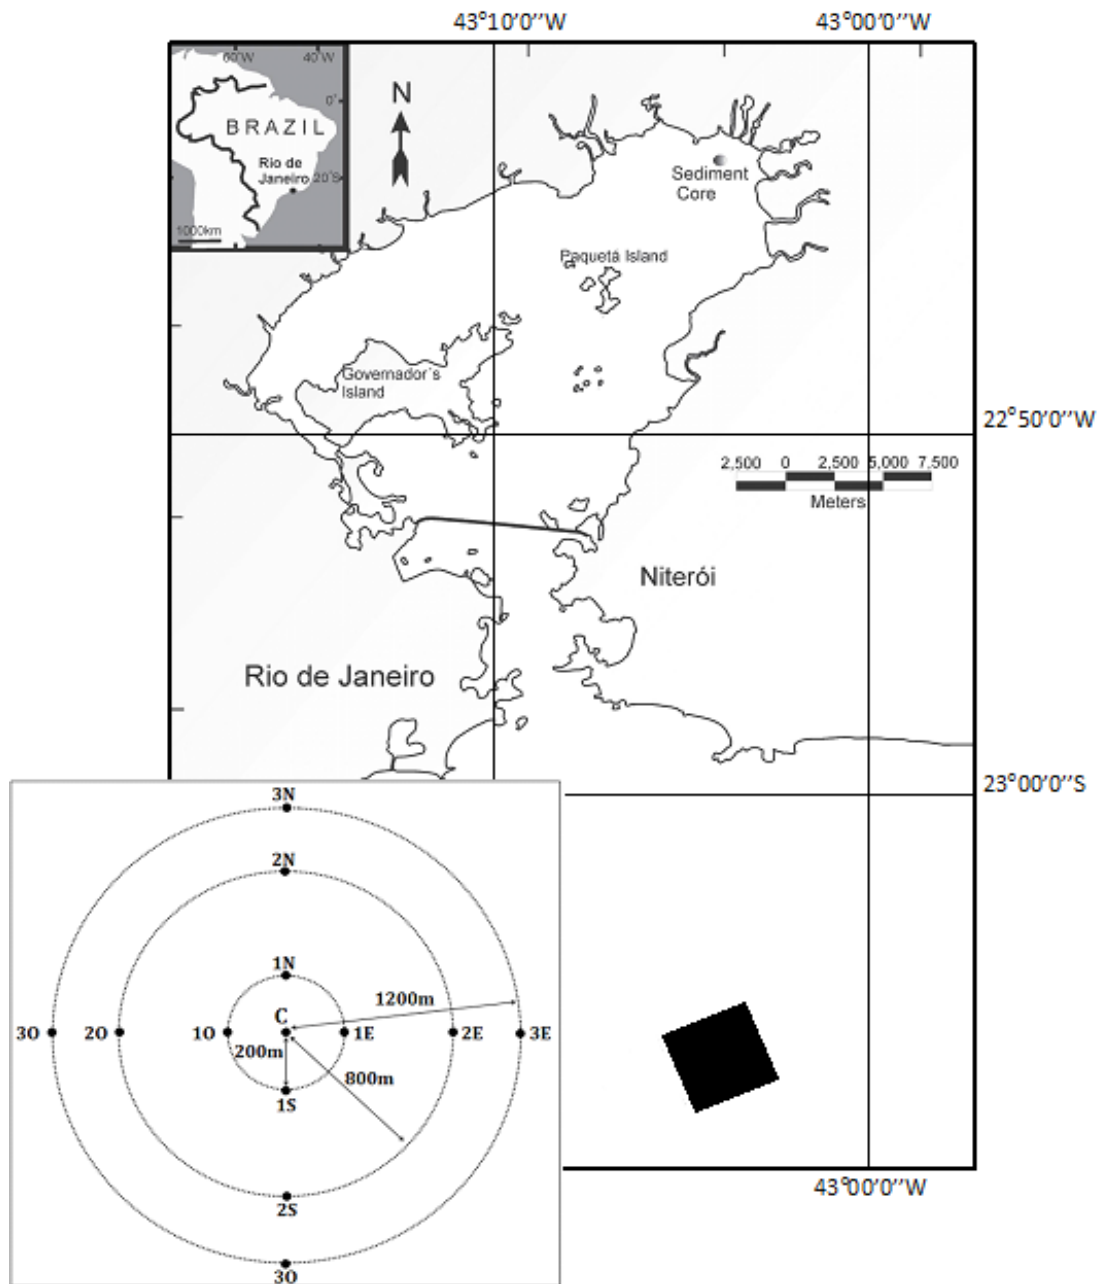 43°10'0''W
43°00'0''W
60°W
40°W
0°
BRAZIL
Rio de
Janeiro
20°S
1000km
N
Sediment
Core
Paquetá Island
Governador´s
Island
22°50'0''W
2,500 0 2,500 5,000 7,500
Meters
Niterói
Rio de Janeiro
23°00'0''S
43°00'0''W
3N
2N
1N
1200m
C
3O
2O
1O
1E
2E
3E
200m
800m
1S
2S
3O